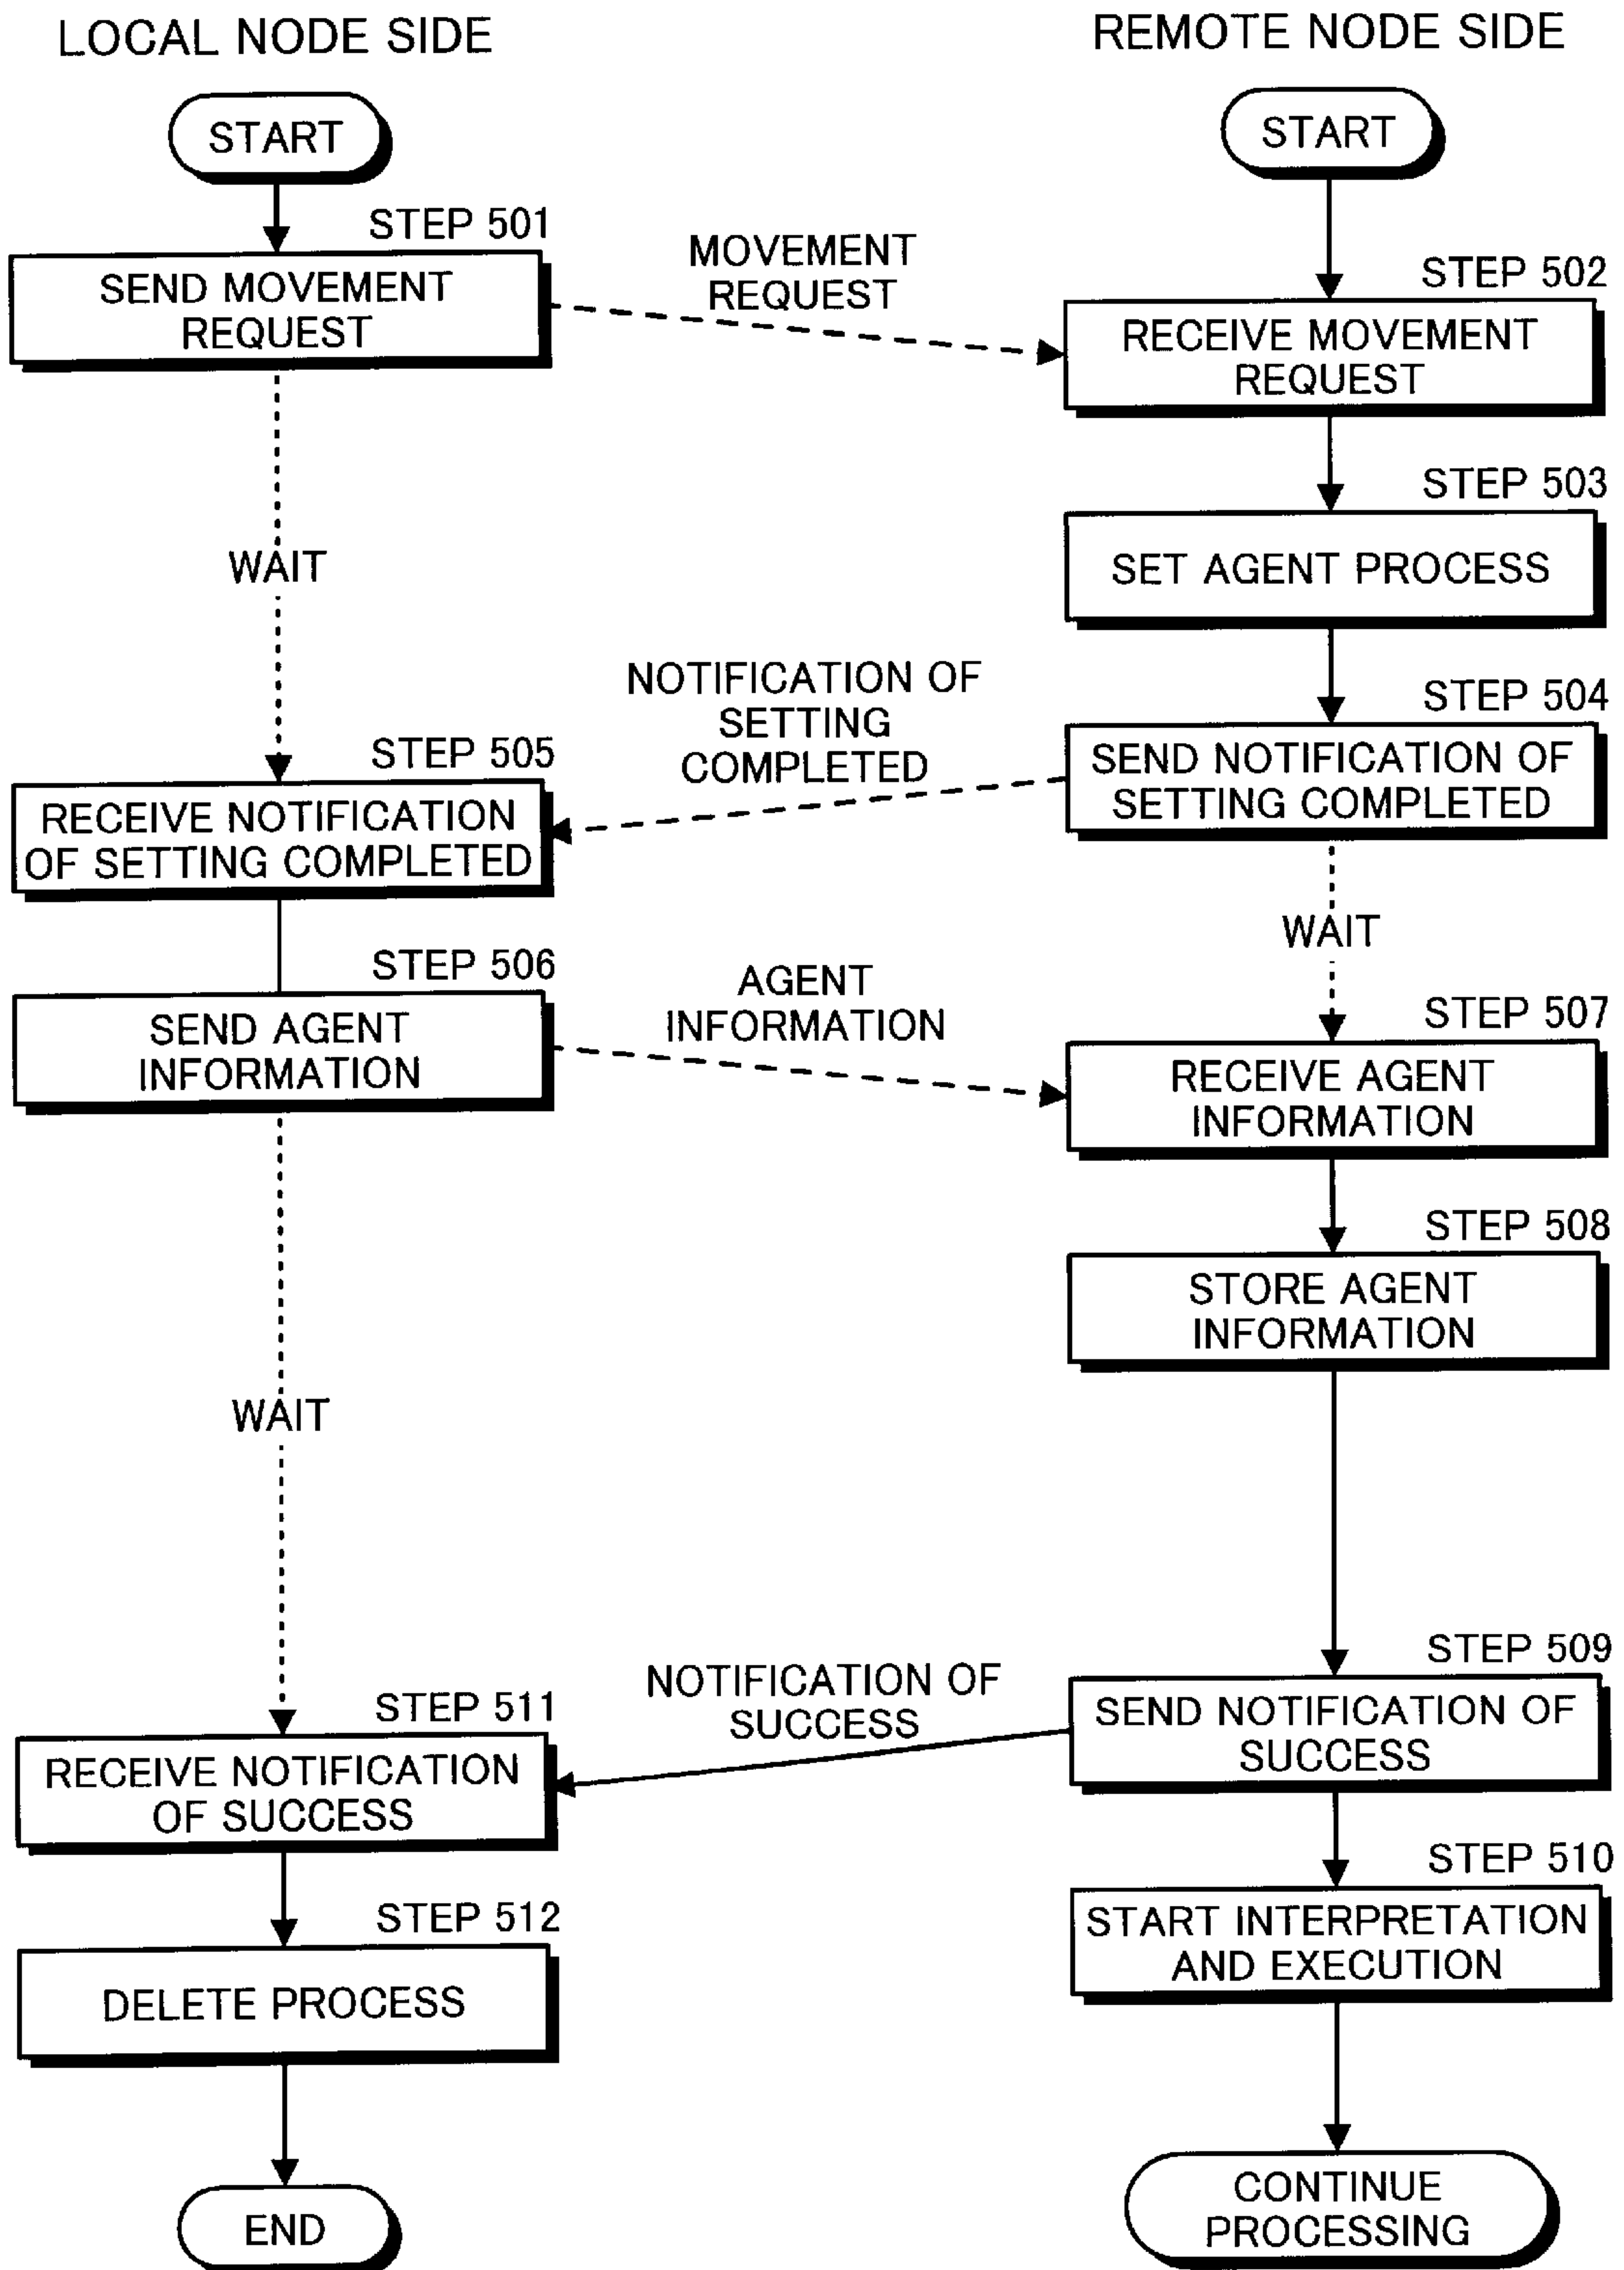 LOCAL NODE SIDE
REMOTE NODE SIDE
START
START
STEP 501
SEND MOVEMENT
REQUEST
MOVEMENT
REQUEST
STEP 502
RECEIVE MOVEMENT
REQUEST
STEP 503
SET AGENT PROCESS
WAIT
NOTIFICATION OF
SETTING
COMPLETED
STEP 504
SEND NOTIFICATION OF
SETTING COMPLETED
STEP 505
RECEIVE NOTIFICATION
OF SETTING COMPLETED
WAIT
STEP 506
SEND AGENT
INFORMATION
AGENT
INFORMATION
STEP 507
RECEIVE AGENT
INFORMATION
STEP 508
STORE AGENT
INFORMATION
WAIT
STEP 509
SEND NOTIFICATION OF
SUCCESS
NOTIFICATION OF
SUCCESS
STEP 511
RECEIVE NOTIFICATION
OF SUCCESS
STEP 510
START INTERPRETATION
AND EXECUTION
STEP 512
DELETE PROCESS
END
CONTINUE
PROCESSING